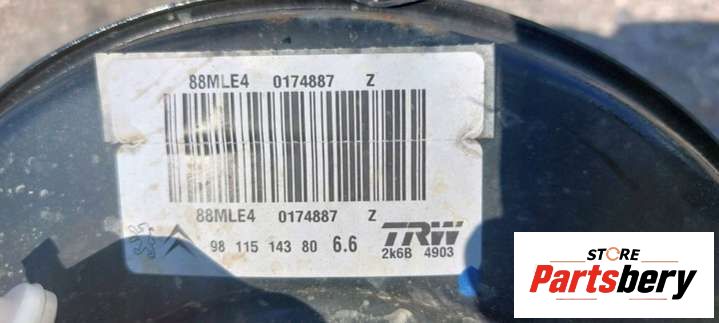 88MLE4 0174887 Z
88MLE4 0174887 Z
98 115 143 80 6.6 TRW
2k6B 4903
STORE
Partsbery